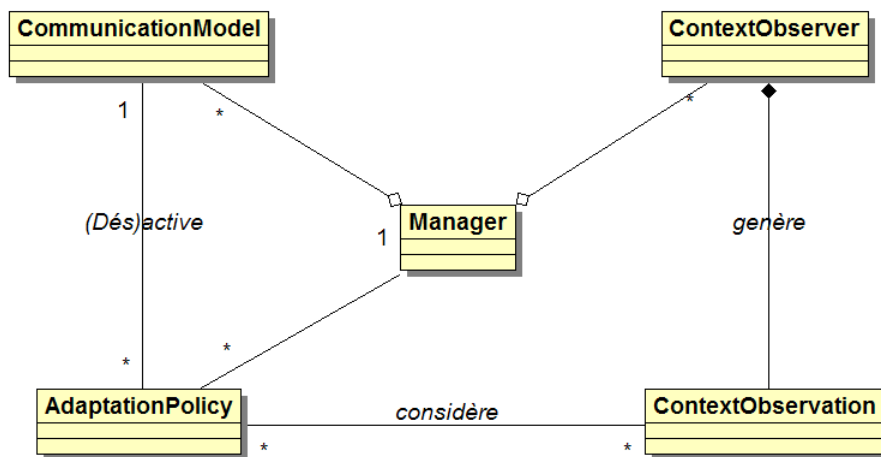 CommunicationModel
ContextObserver
1
*
*
(Dés)active
Manager
1
genère
*
*
AdaptationPolicy
considère
ContextObservation
*
*